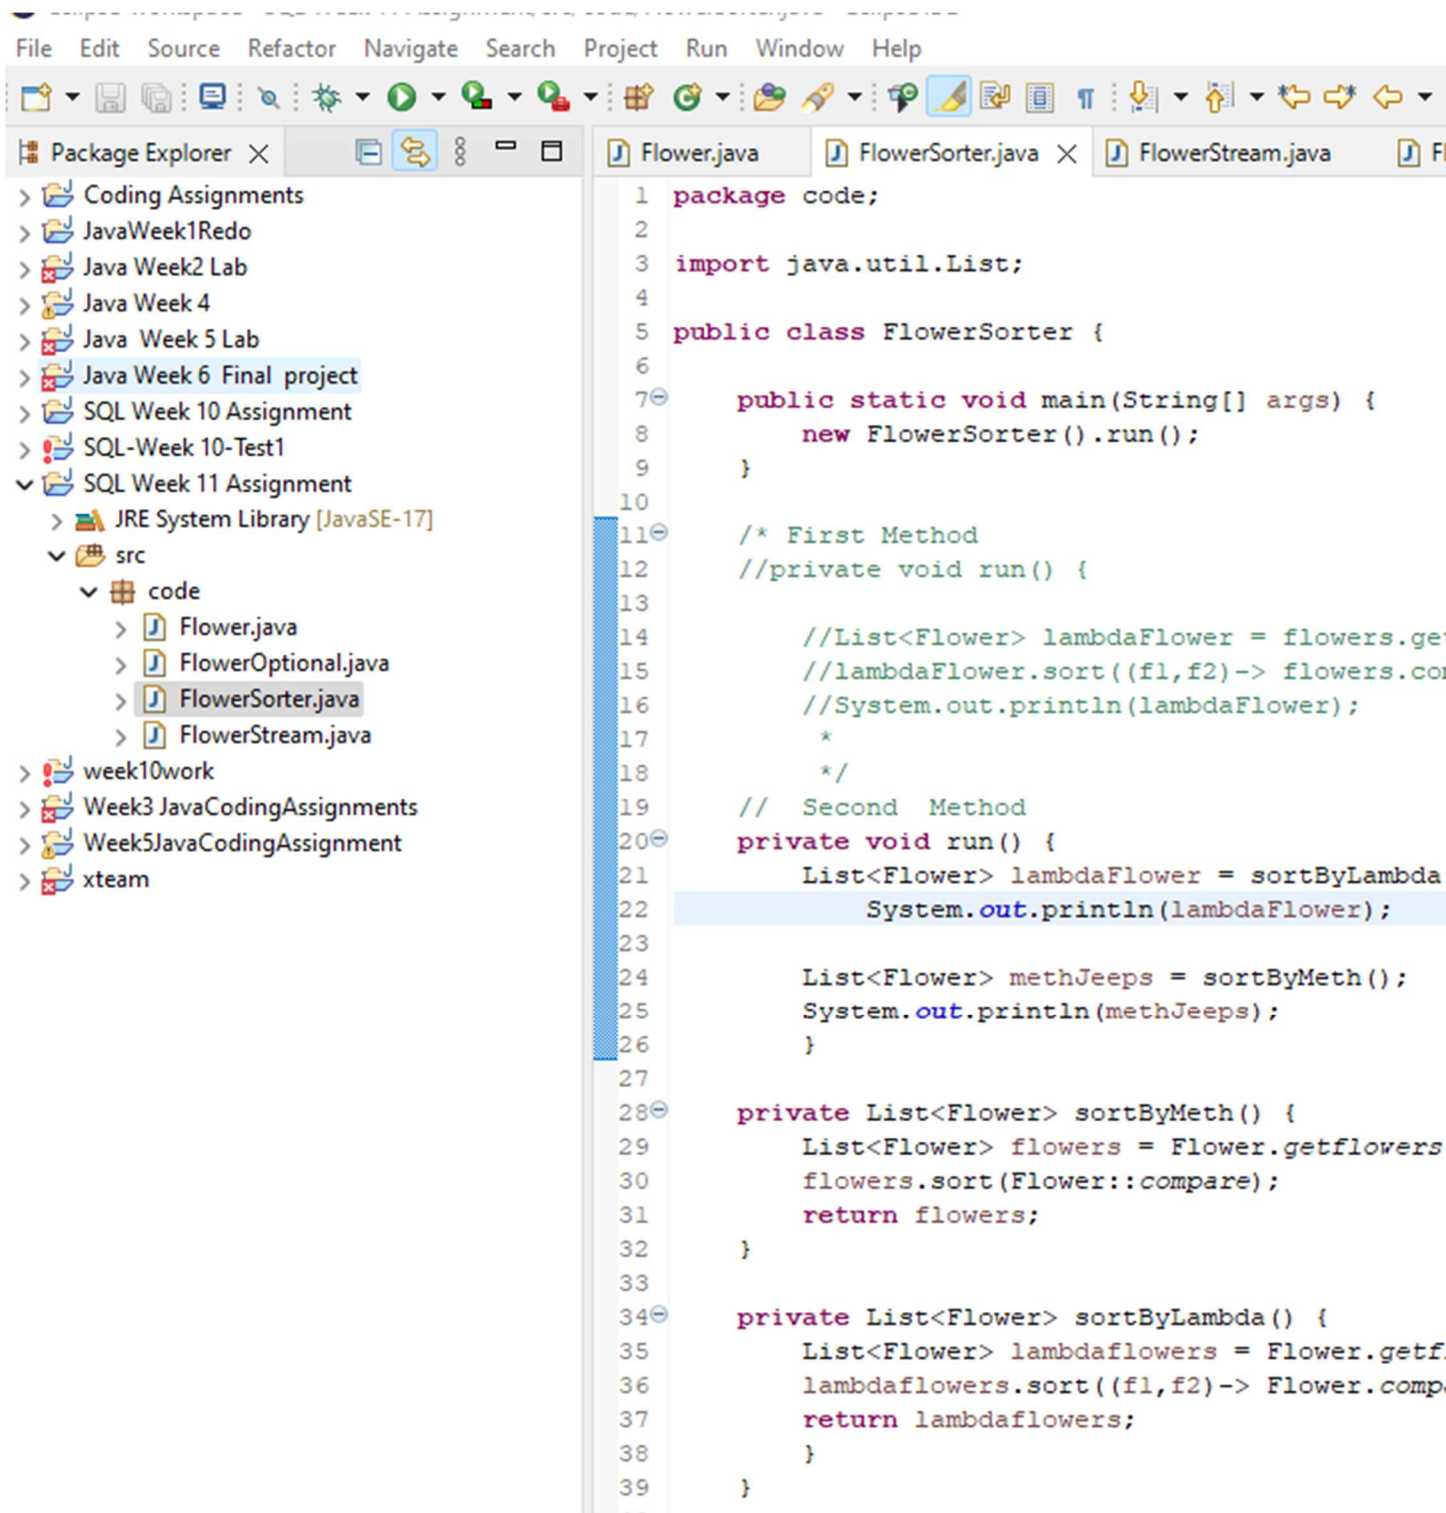 File Edit Source Refactor Navigate Search Project Run Window Help
Package Explorer
Coding Assignments
JavaWeek1Redo
Java Week2 Lab
Java Week 4
Java  Week 5 Lab
Java Week 6  Final  project
SQL Week 10 Assignment
SQL-Week 10-Test1
SQL Week 11 Assignment
JRE System Library [JavaSE-17]
src
code
Flower.java
FlowerOptional.java
FlowerSorter.java
FlowerStream.java
week10work
Week3 JavaCodingAssignments
Week5JavaCodingAssignment
xteam
Flower.java FlowerSorter.java FlowerStream.java
1 package code;
2
3 import java.util.List;
4
5 public class FlowerSorter {
6
7 public static void main(String[] args) {
8 new FlowerSorter().run();
9 }
10
11 /* First Method
12 //private void run() {
13
14 //List<Flower> lambdaFlower = flowers.get
15 //lambdaFlower.sort((f1,f2)-> flowers.com
16 //System.out.println(lambdaFlower);
17 *
18 */
19 //  Second  Method
20 private void run() {
21 List<Flower> lambdaFlower = sortByLambda
22 System.out.println(lambdaFlower);
23
24 List<Flower> methJeeps = sortByMeth();
25 System.out.println(methJeeps);
26 }
27
28 private List<Flower> sortByMeth() {
29 List<Flower> flowers = Flower.getflovers
30 flowers.sort(Flower::compare);
31 return flowers;
32 }
33
34 private List<Flower> sortByLambda() {
35 List<Flower> lambdaflowers = Flower.getf
36 lambdaflowers.sort((f1,f2)-> Flower.comp
37 return lambdaflowers;
38 }
39 }